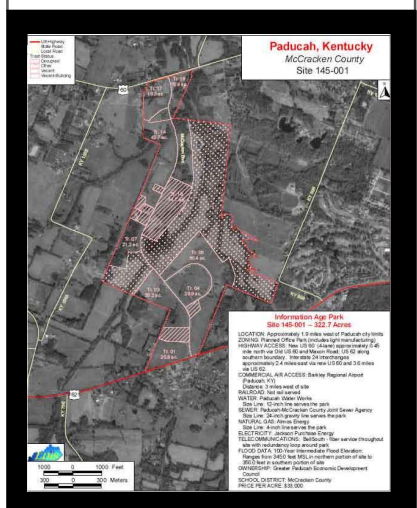 US Highway
State Road
Local Road
Tract Status
Occupied
Other
Vacant
Vacant Building
Paducah, Kentucky
McCracken County
Site 145-001
60
McCracken Blvd
KY 998
62
Information Age Park
Site 145-001 – 322.7 Acres
LOCATION: Approximately 1.9 miles west of Paducah city limits
ZONING: Planned Office Park (includes light manufacturing)
HIGHWAY ACCESS: New US 60 (4-lane) approximately 0.45
mile north via Old US 60 and Maxon Road; US 62 along
southern boundary. Interstate 24 interchanges
approximately 2.4 miles east via new US 60 and 3.6 miles
via US 62.
COMMERCIAL AIR ACCESS: Barkley Regional Airport
(Paducah, KY)
Distance: 3 miles west of site
RAILROAD: Not rail served
WATER: Paducah Water Works
Size Line: 12-inch line serves the park
SEWER: Paducah-McCracken County Joint Sewer Agency
Size Line: 24-inch gravity line serves the park
NATURAL GAS: Atmos Energy
Size Line: 4-inch line serves the park
ELECTRICITY: Jackson Purchase Energy
TELECOMMUNICATIONS: BellSouth - fiber service throughout
site with redundancy loop around park
FLOOD DATA: 100-Year Intermediate Flood Elevation
Ranges from 345.0 feet MSL in northern portion of site to
350.0 feet in southern portion of site
OWNERSHIP: Greater Paducah Economic Development
Council
SCHOOL DISTRICT: McCracken County
PRICE PER ACRE: $33,000
1000 0 1000 Feet
300 0 300 Meters